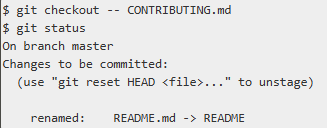 $ git checkout -- CONTRIBUTING.md
$ git status
On branch master
Changes to be committed:
  (use "git reset HEAD <file>..." to unstage)

    renamed:    README.md -> README